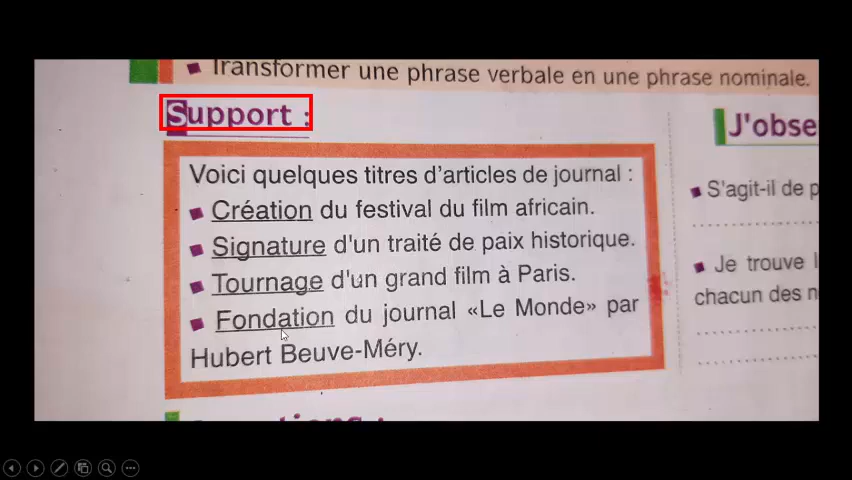 Transformer une phrase verbale en une phrase nominale.
Support :
J'obse
Voici quelques titres d'articles de journal :
Création du festival du film africain.
Signature d'un traité de paix historique.
Tournage d'un grand film à Paris.
Fondation du journal «Le Monde» par
Hubert Beuve-Méry.
S'agit-il de p
Je trouve l
chacun des n